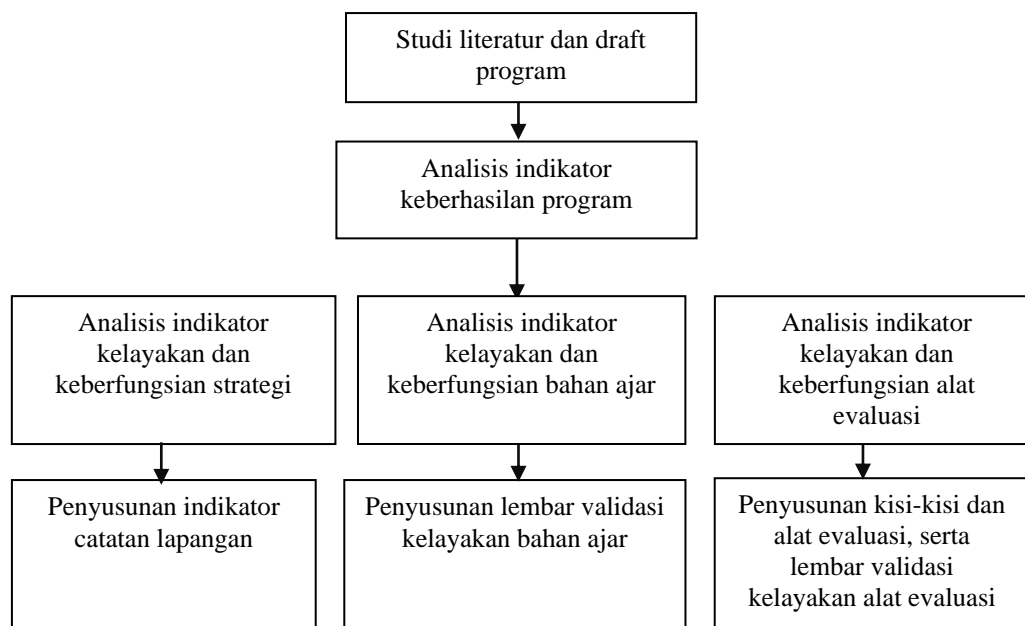 Studi literatur dan draft
program
Analisis indikator
keberhasilan program
Analisis indikator
kelayakan dan
keberfungsian strategi
Analisis indikator
kelayakan dan
keberfungsian bahan ajar
Analisis indikator
kelayakan dan
keberfungsian alat
evaluasi
Penyusunan indikator
catatan lapangan
Penyusunan lembar validasi
kelayakan bahan ajar
Penyusunan kisi-kisi dan
alat evaluasi, serta
lembar validasi
kelayakan alat evaluasi